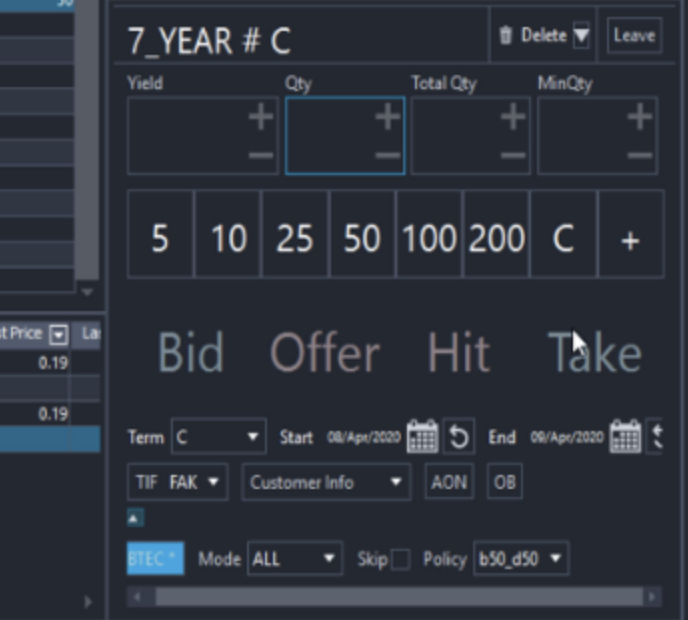 7_YEAR # C Delete Leave
Yield Qty Total Qty MinQty
5 10 25 50 100 200 C +
Bid Offer Hit Take
t Price La
0.19
0.19
Term C Start 08/Apr/2020 End 09/Apr/2020
TIF FAK Customer Info AON OB
BTEC * Mode ALL Skip Policy b50_d50